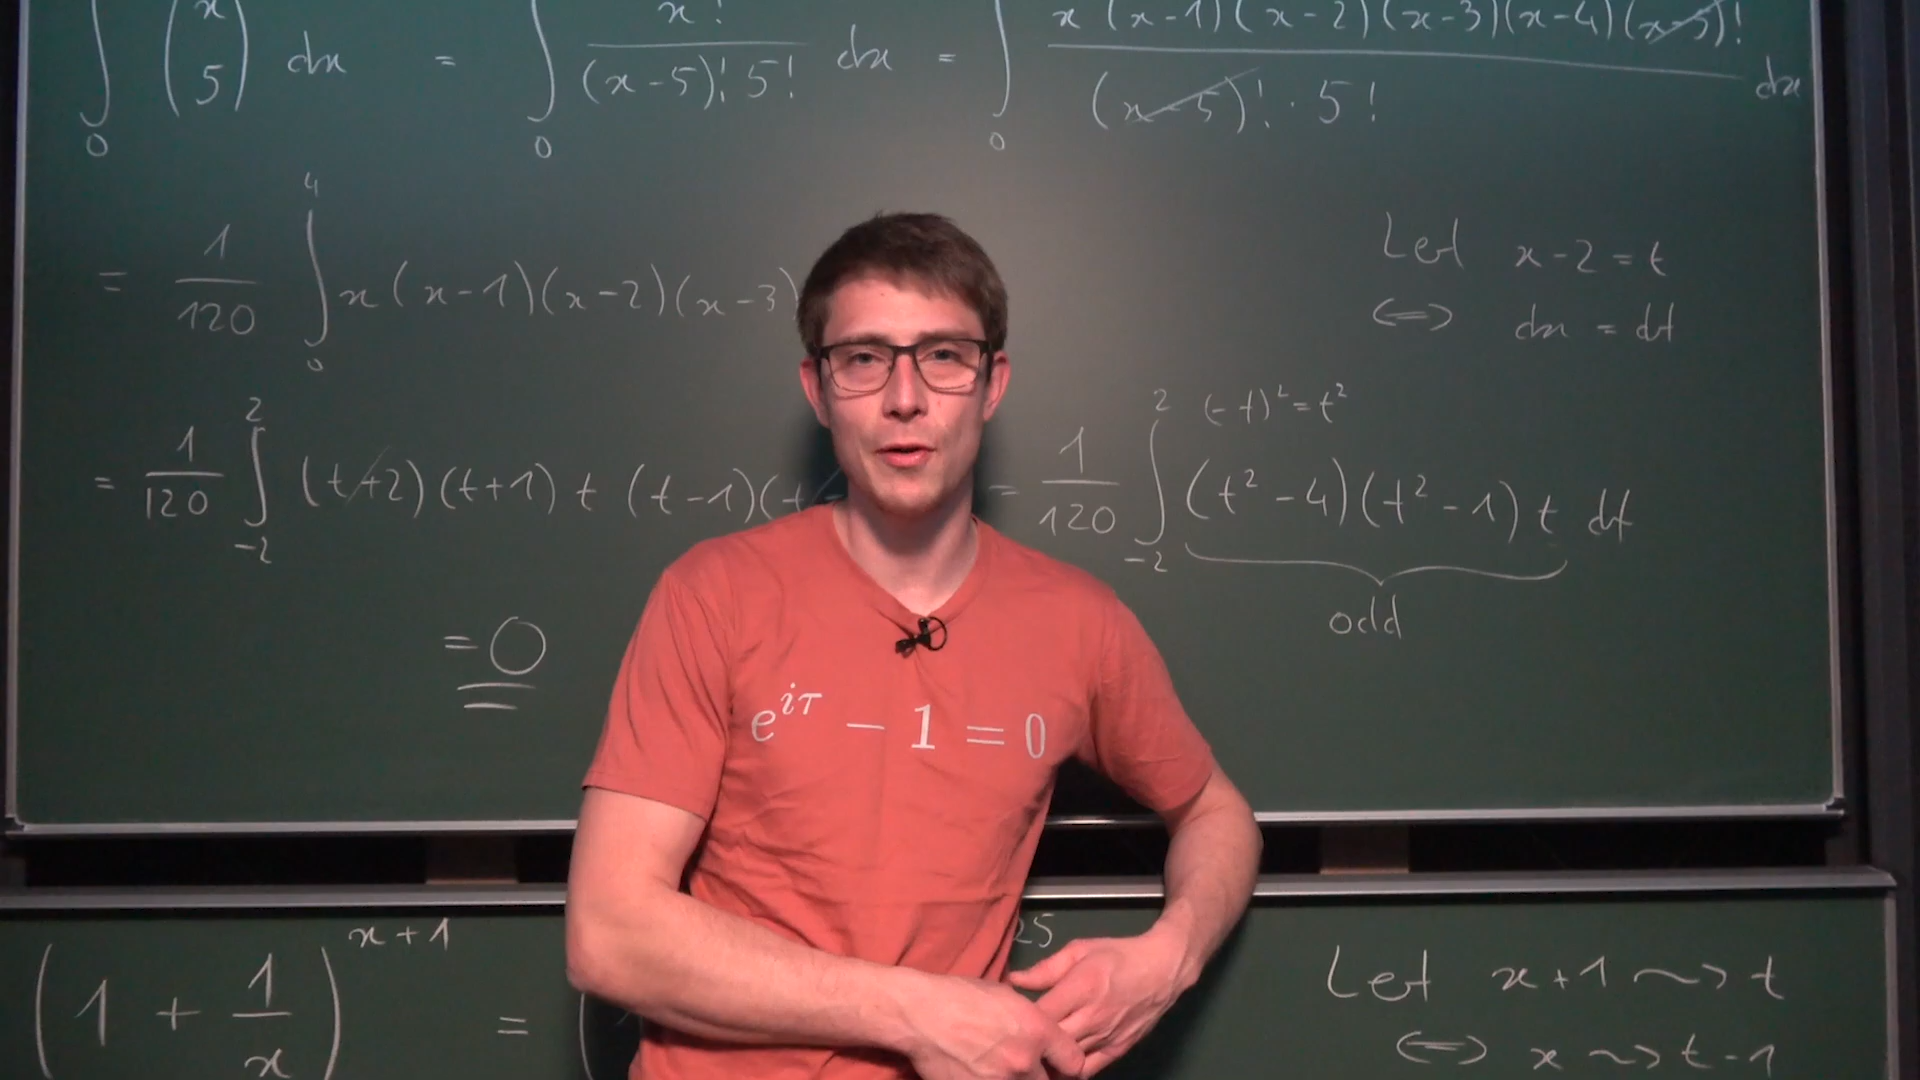 ∫₀ (x 5) dx = ∫₀ x! / (x-5)! 5! dx = ∫₀ x (x-1)(x-2)(x-3)(x-4)(x-5)! / (x-5)! · 5! dx
= 1/120 ∫₀⁴ x (x-1)(x-2)(x-3)
Let x-2 = t
⟺ dx = dt
= 1/120 ∫₋₂² (t+2)(t+1) t (t-1)(t
= 1/120 ∫₋₂² (t² - 4)(t² - 1) t dt
(-t)² = t²
odd
= 0
e^{iτ} − 1 = 0
(1 + 1/x)^{x+1} = (
25
Let x+1 ⤳ t
⟺ x ⤳ t-1